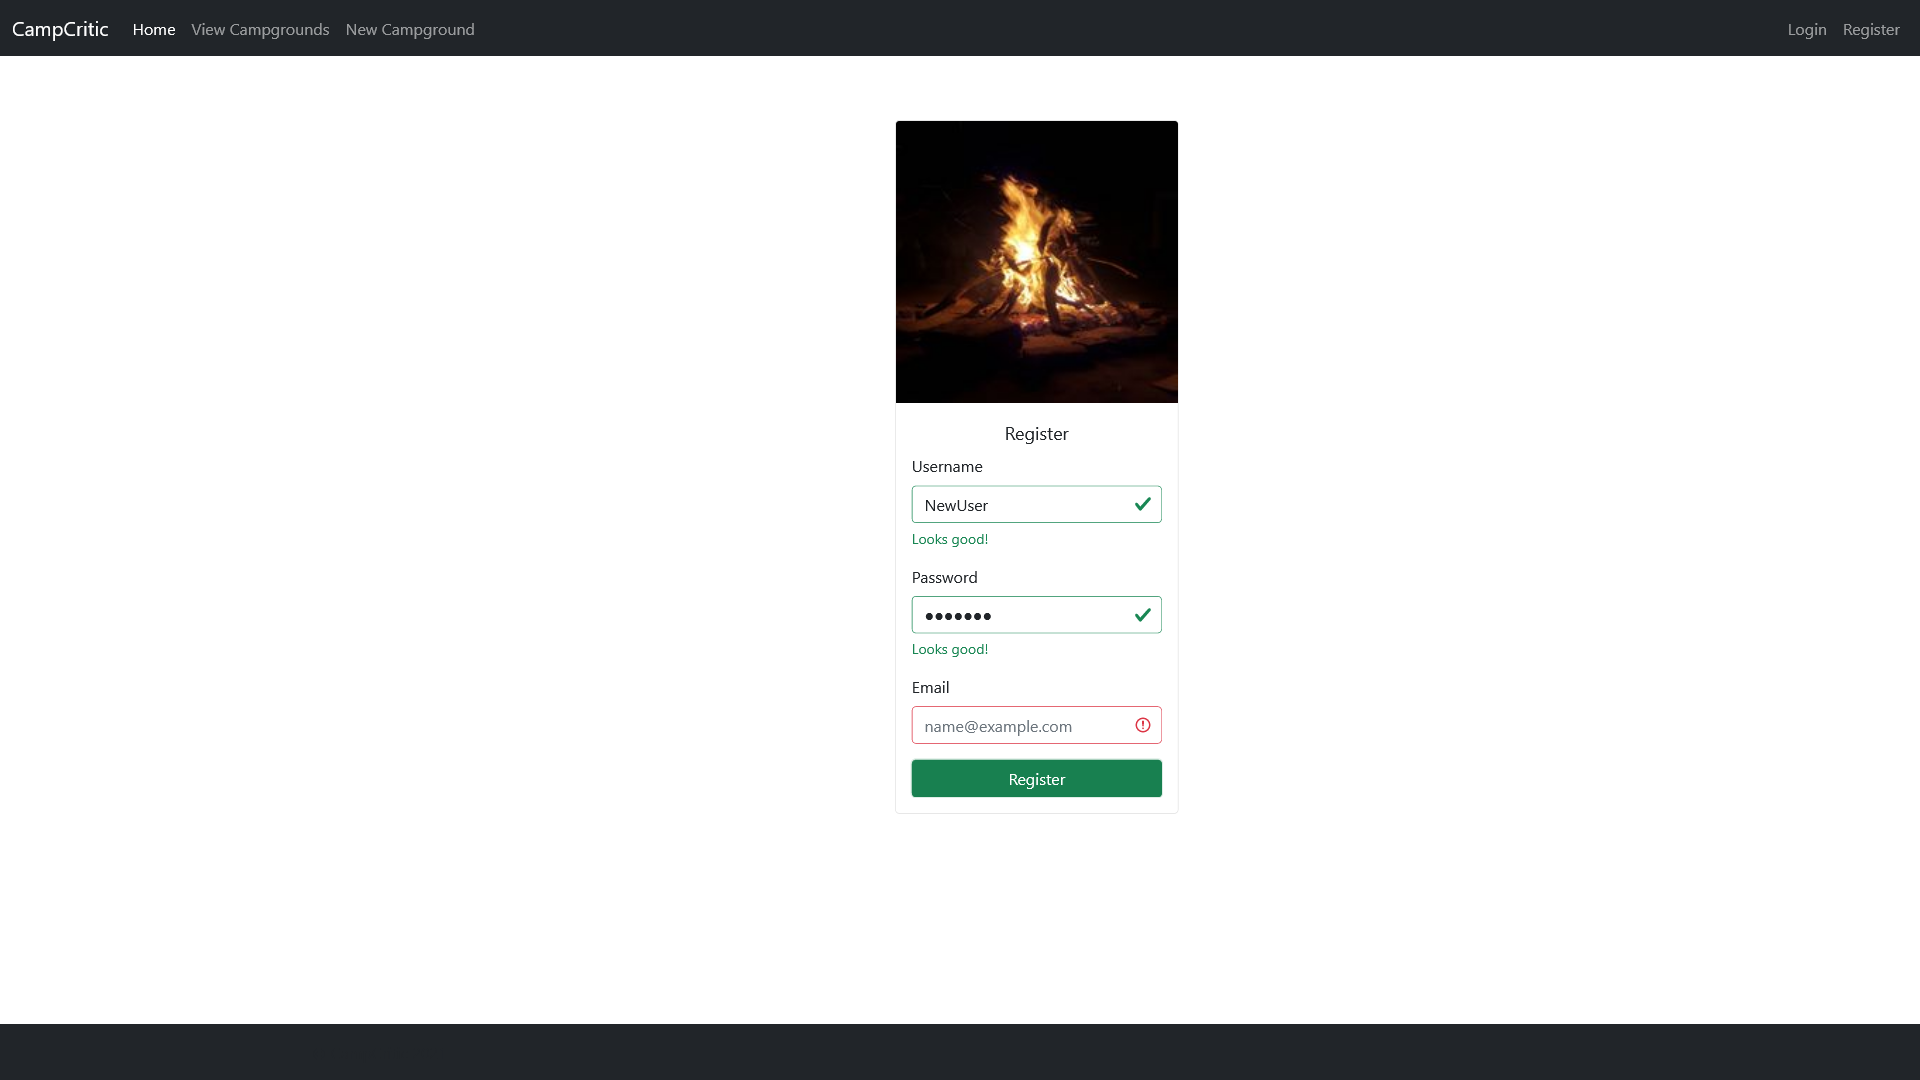 CampCritic Home View Campgrounds New Campground Login Register
Register
Username
NewUser
Looks good!
Password
●●●●●●●
Looks good!
Email
name@example.com
Register